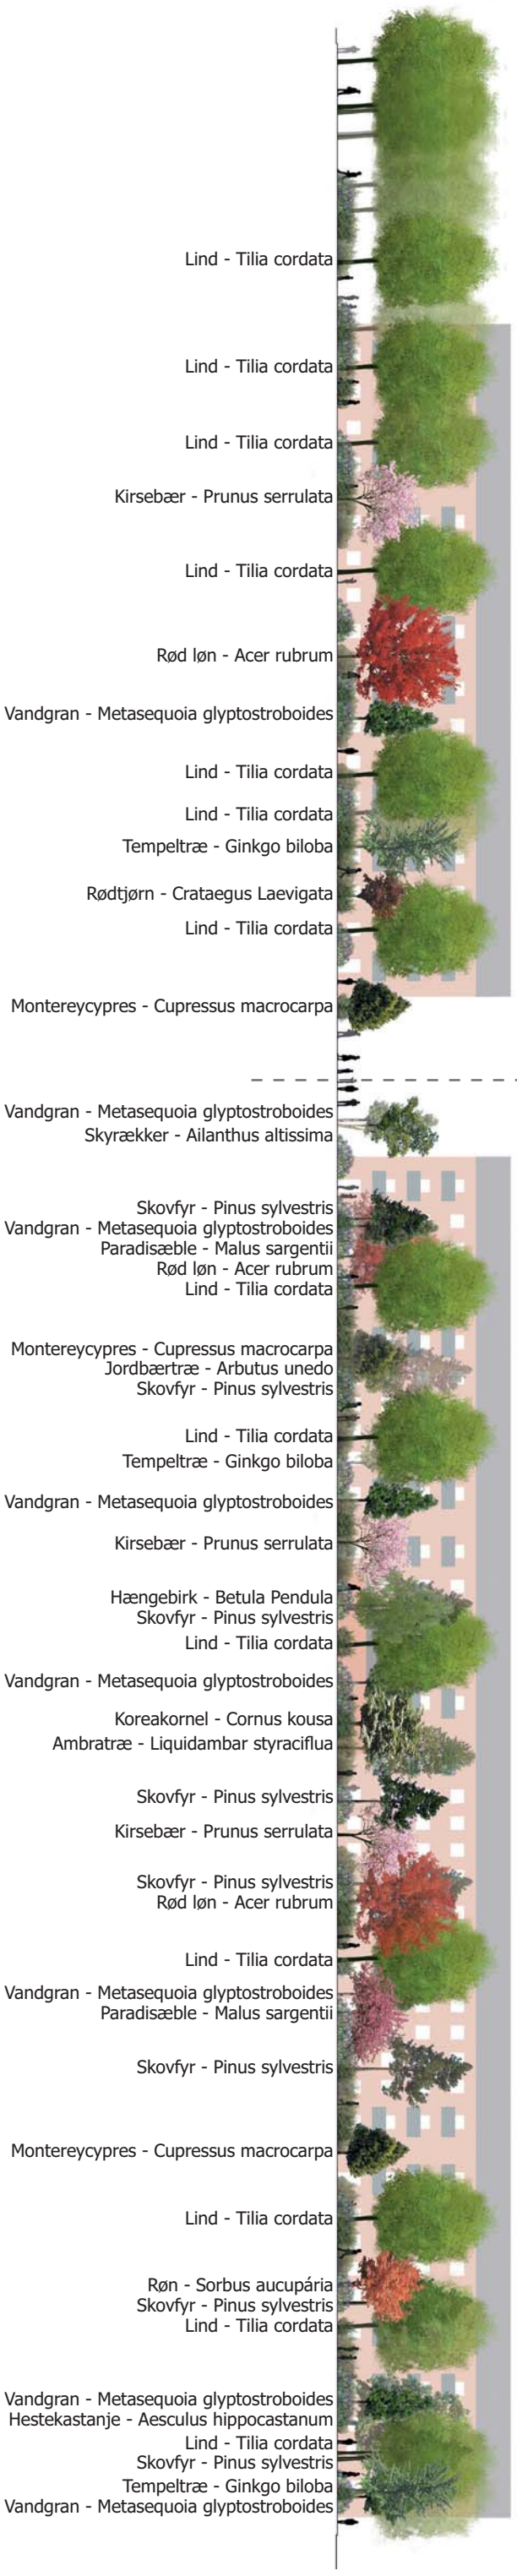 Lind - Tilia cordata
Lind - Tilia cordata
Lind - Tilia cordata
Kirsebær - Prunus serrulata
Lind - Tilia cordata
Rød løn - Acer rubrum
Vandgran - Metasequoia glyptostroboides
Lind - Tilia cordata
Lind - Tilia cordata
Tempeltræ - Ginkgo biloba
Rødtjørn - Crataegus Laevigata
Lind - Tilia cordata
Montereycypres - Cupressus macrocarpa
Vandgran - Metasequoia glyptostroboides
Skyrækker - Ailanthus altissima
Skovfyr - Pinus sylvestris
Vandgran - Metasequoia glyptostroboides
Paradisæble - Malus sargentii
Rød løn - Acer rubrum
Lind - Tilia cordata
Montereycypres - Cupressus macrocarpa
Jordbærtræ - Arbutus unedo
Skovfyr - Pinus sylvestris
Lind - Tilia cordata
Tempeltræ - Ginkgo biloba
Vandgran - Metasequoia glyptostroboides
Kirsebær - Prunus serrulata
Hængebirk - Betula Pendula
Skovfyr - Pinus sylvestris
Lind - Tilia cordata
Vandgran - Metasequoia glyptostroboides
Koreakornel - Cornus kousa
Ambratræ - Liquidambar styraciflua
Skovfyr - Pinus sylvestris
Kirsebær - Prunus serrulata
Skovfyr - Pinus sylvestris
Rød løn - Acer rubrum
Lind - Tilia cordata
Vandgran - Metasequoia glyptostroboides
Paradisæble - Malus sargentii
Skovfyr - Pinus sylvestris
Montereycypres - Cupressus macrocarpa
Lind - Tilia cordata
Røn - Sorbus aucupária
Skovfyr - Pinus sylvestris
Lind - Tilia cordata
Vandgran - Metasequoia glyptostroboides
Hestekastanje - Aesculus hippocastanum
Lind - Tilia cordata
Skovfyr - Pinus sylvestris
Tempeltræ - Ginkgo biloba
Vandgran - Metasequoia glyptostroboides